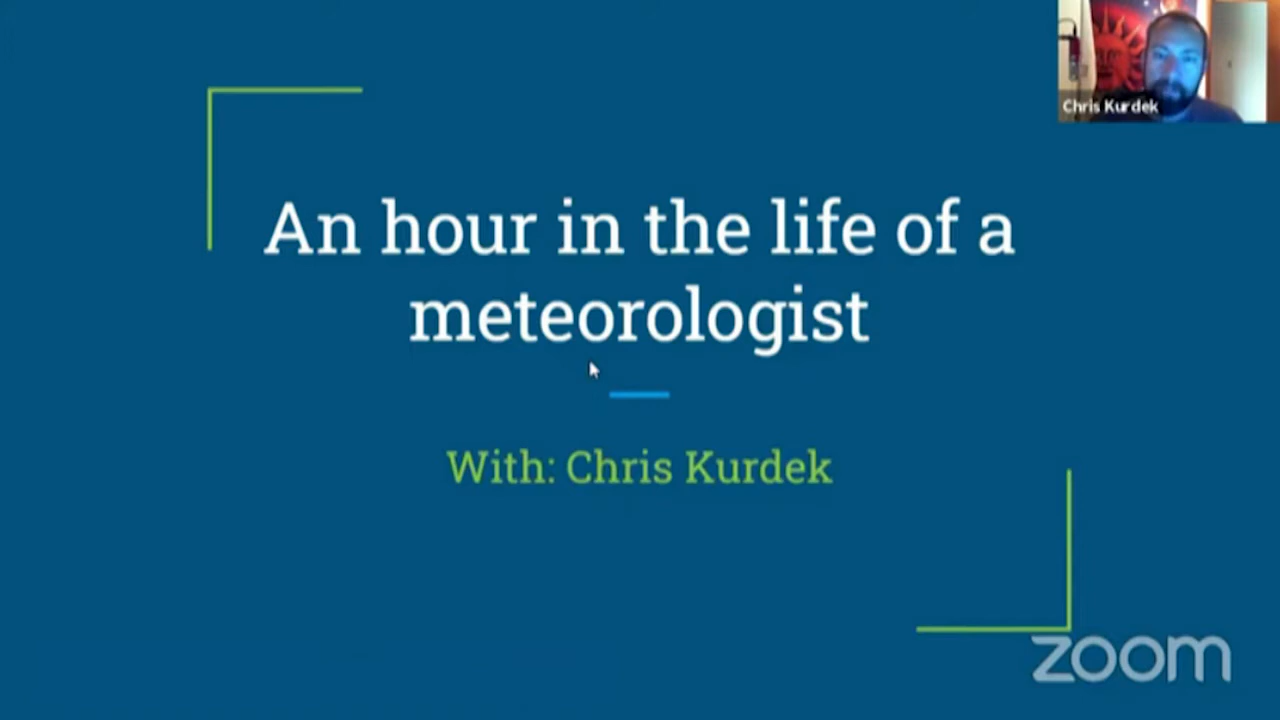 Chris Kurdek
An hour in the life of a
meteorologist
With: Chris Kurdek
zoom